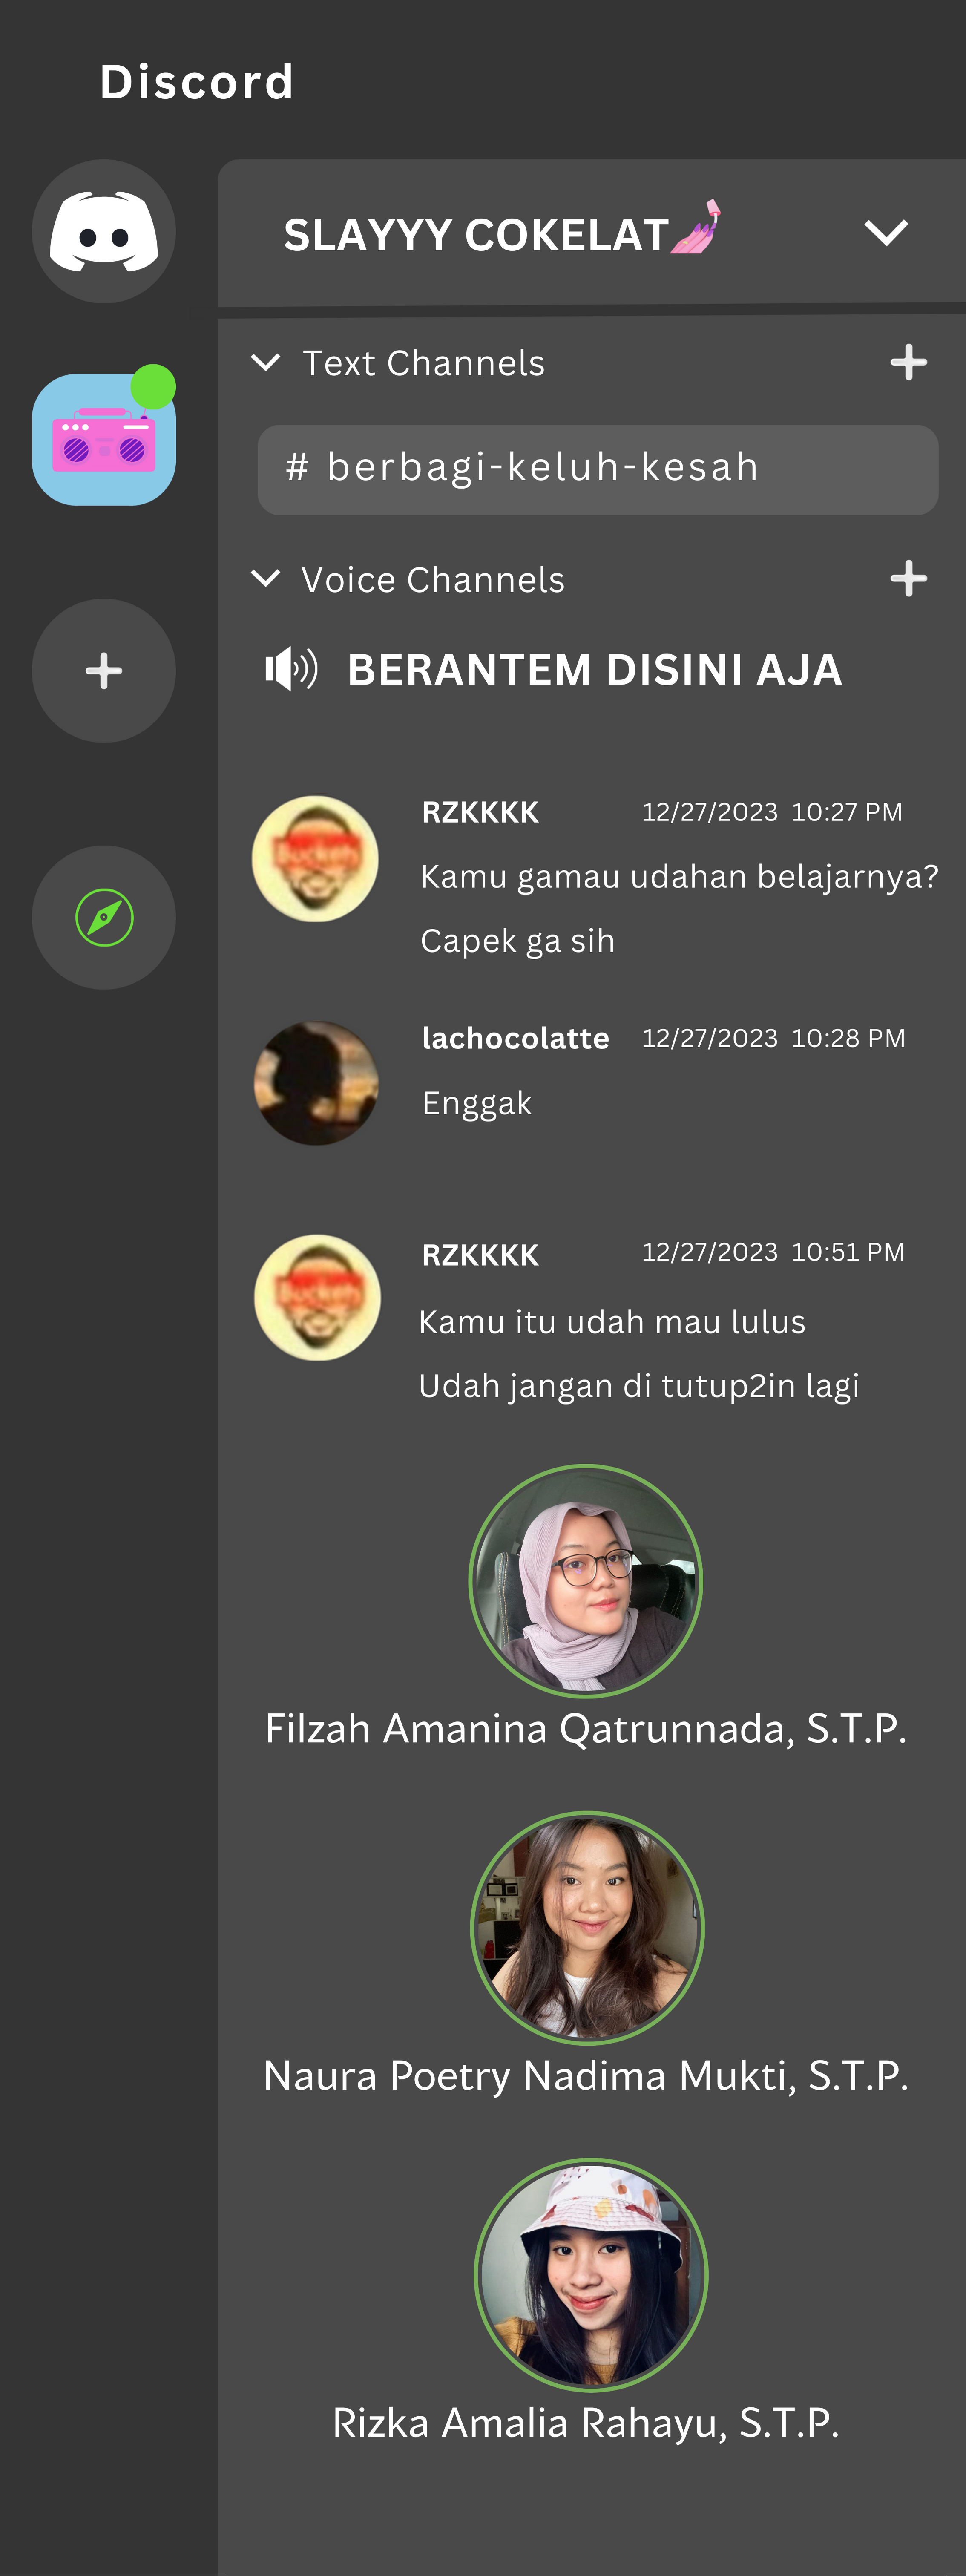 Discord
SLAYYY COKELAT
Text Channels
# berbagi-keluh-kesah
Voice Channels
BERANTEM DISINI AJA
RZKKKK 12/27/2023 10:27 PM
Kamu gamau udahan belajarnya?
Capek ga sih
lachocolatte 12/27/2023 10:28 PM
Enggak
RZKKKK 12/27/2023 10:51 PM
Kamu itu udah mau lulus
Udah jangan di tutup2in lagi
Filzah Amanina Qatrunnada, S.T.P.
Naura Poetry Nadima Mukti, S.T.P.
Rizka Amalia Rahayu, S.T.P.